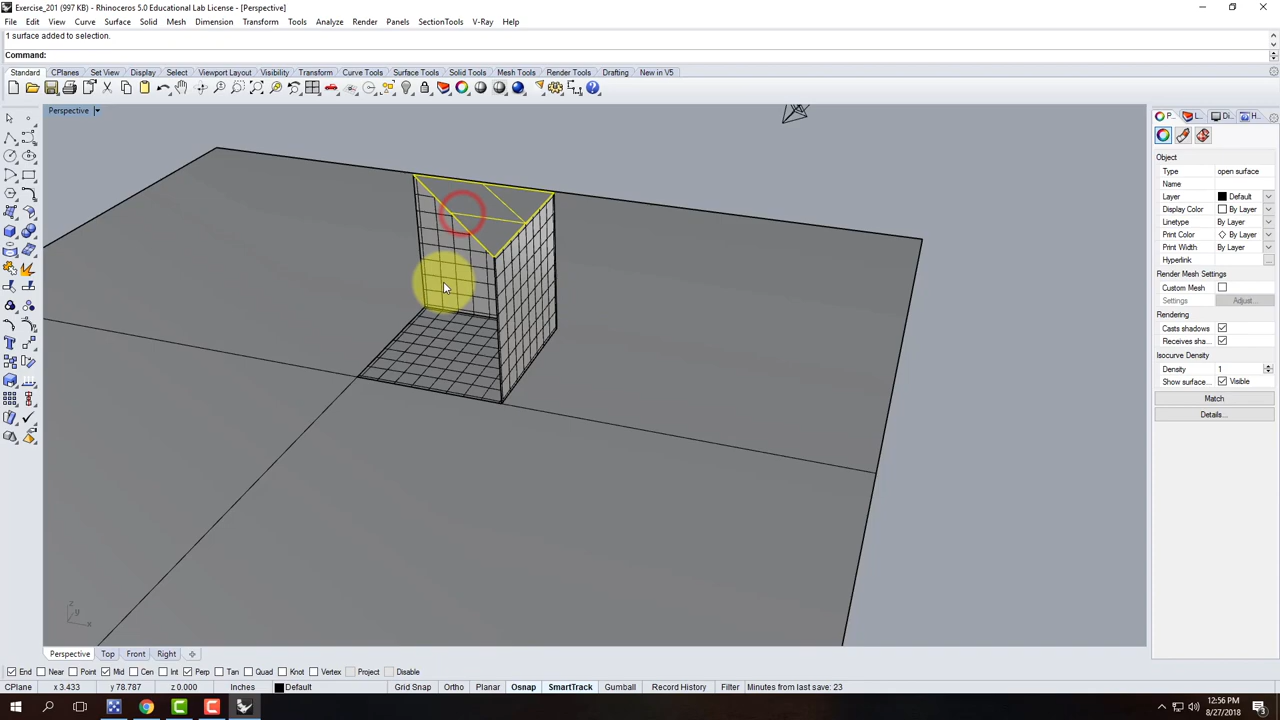 Exercise_201 (997 KB) - Rhinoceros 5.0 Educational Lab License - [Perspective]
File Edit View Curve Surface Solid Mesh Dimension Transform Tools Analyze Render Panels SectionTools V-Ray Help
1 surface added to selection.
Command:
Standard CPlanes Set View Display Select Viewport Layout Visibility Transform Curve Tools Surface Tools Solid Tools Mesh Tools Render Tools Drafting New in V5
Perspective
P... L... Di... H...
Object
Type open surface
Name
Layer Default
Display Color By Layer
Linetype By Layer
Print Color By Layer
Print Width By Layer
Hyperlink ...
Render Mesh Settings
Custom Mesh
Settings Adjust...
Rendering
Casts shadows
Receives sha...
Isocurve Density
Density 1
Show surface... Visible
Match
Details...
z
y
x
Perspective Top Front Right
End Near Point Mid Cen Int Perp Tan Quad Knot Vertex Project Disable
CPlane x 3.433 y 78.787 z 0.000 Inches Default Grid Snap Ortho Planar Osnap SmartTrack Gumball Record History Filter Minutes from last save: 23
12:56 PM
8/27/2018